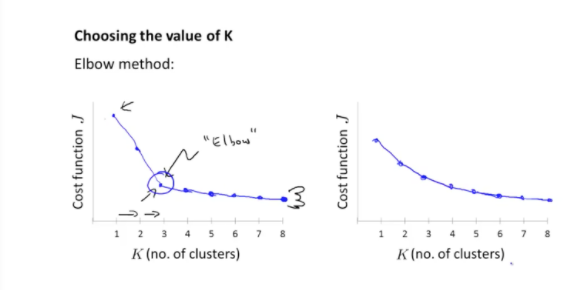 Choosing the value of K
Elbow method:
"Elbow"
Cost function J
1 2 3 4 5 6 7 8
K (no. of clusters)
Cost function J
1 2 3 4 5 6 7 8
K (no. of clusters)